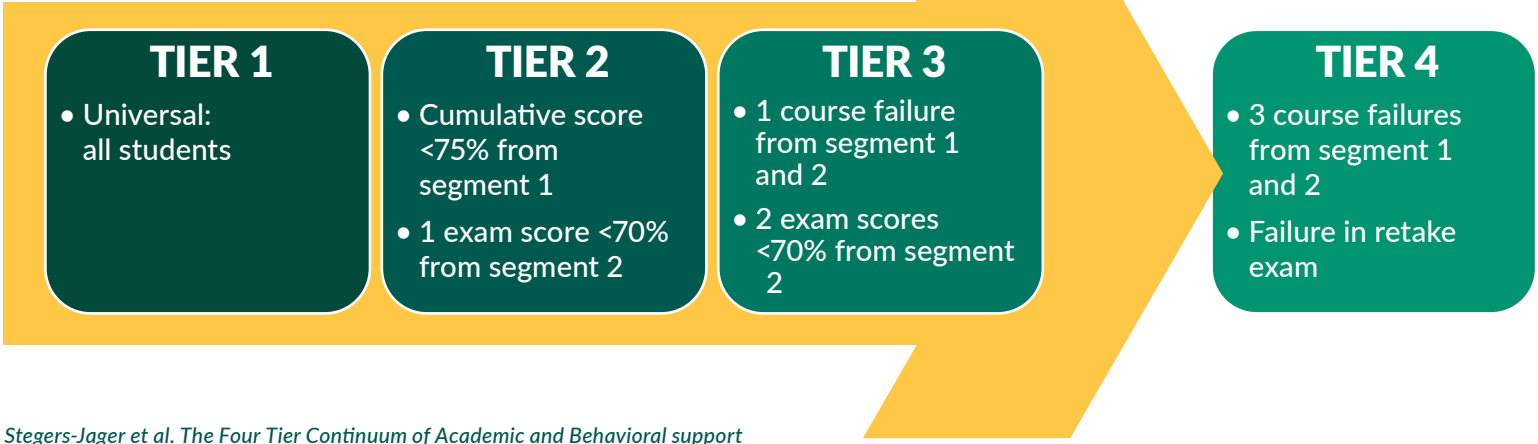 TIER 1
• Universal:
all students
TIER 2
• Cumulative score
<75% from
segment 1
• 1 exam score <70%
from segment 2
TIER 3
• 1 course failure
from segment 1
and 2
• 2 exam scores
<70% from segment
2
TIER 4
• 3 course failures
from segment 1
and 2
• Failure in retake
exam
Stegers-Jager et al. The Four Tier Continuum of Academic and Behavioral support